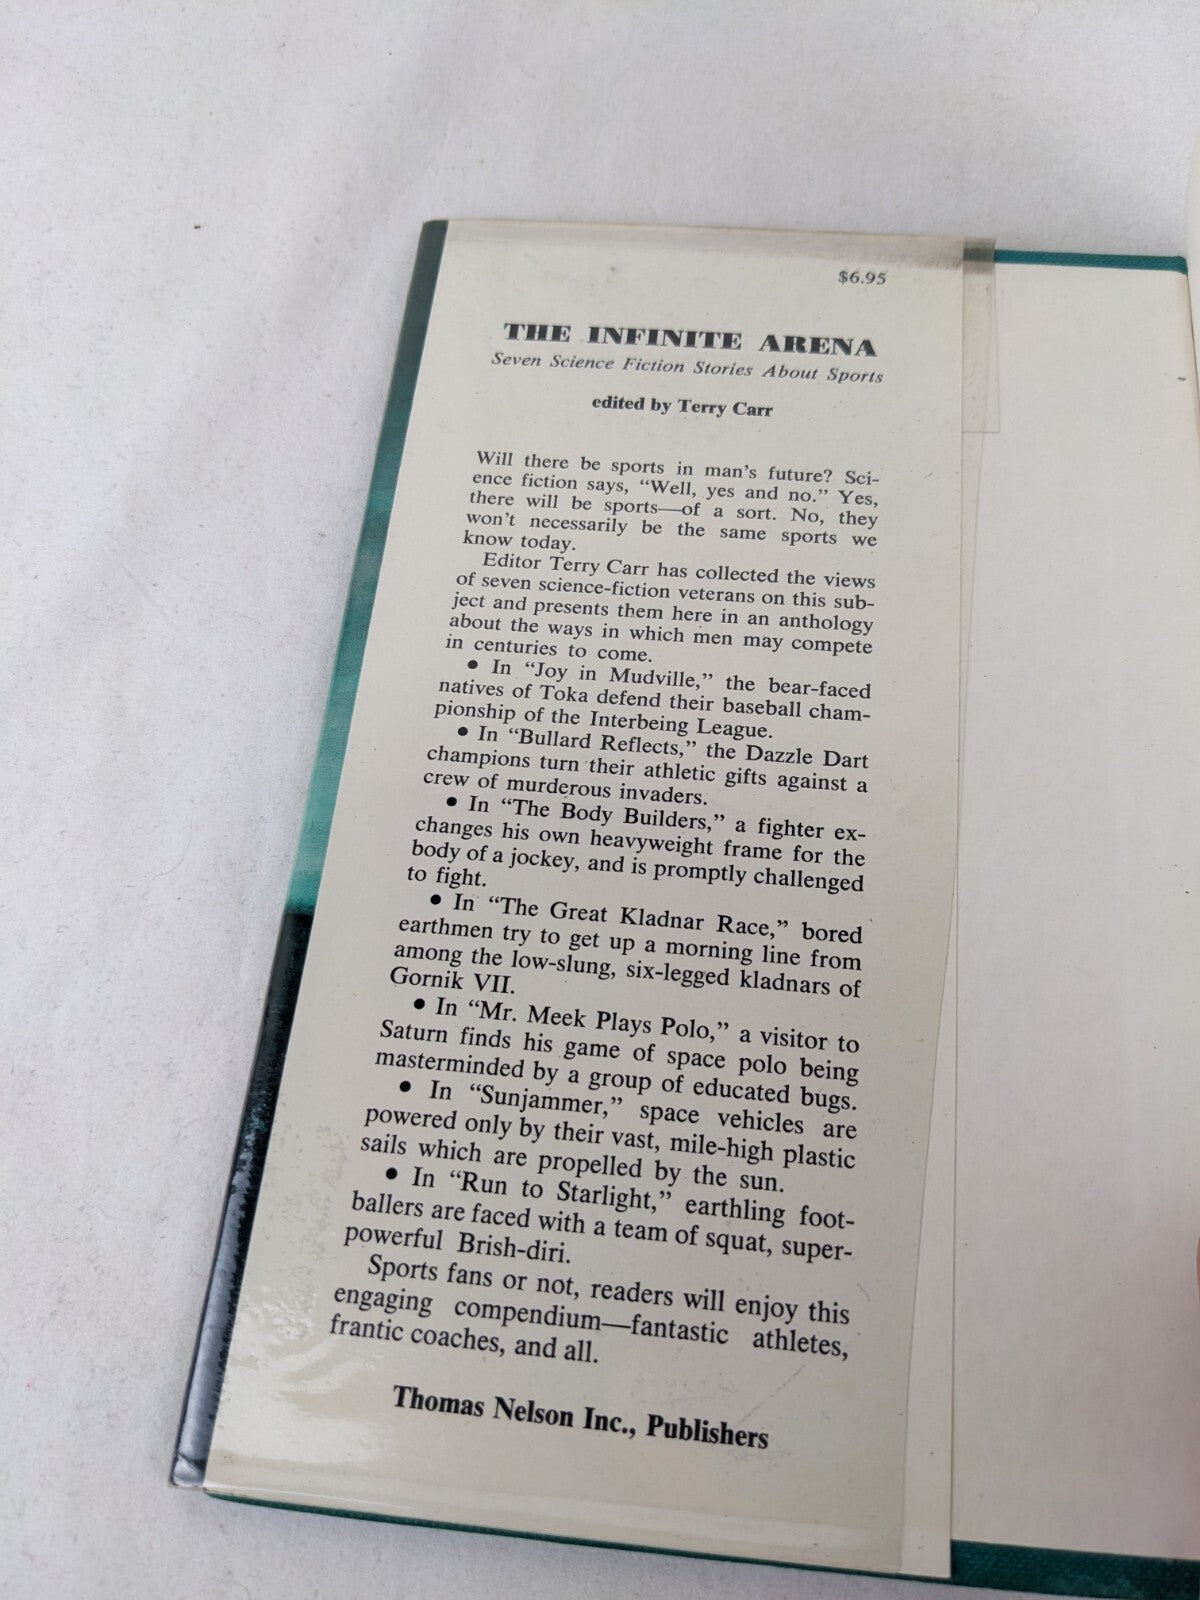 $6.95
THE INFINITE ARENA
Seven Science Fiction Stories About Sports
edited by Terry Carr
Will there be sports in man's future? Sci-
ence fiction says, “Well, yes and no.” Yes,
there will be sports—of a sort. No, they
won't necessarily be the same sports we
know today.
Editor Terry Carr has collected the views
of seven science-fiction veterans on this sub-
ject and presents them here in an anthology
about the ways in which men may compete
in centuries to come.
• In “Joy in Mudville,” the bear-faced
natives of Toka defend their baseball cham-
pionship of the Interbeing League.
• In “Bullard Reflects,” the Dazzle Dart
champions turn their athletic gifts against a
crew of murderous invaders.
• In “The Body Builders,” a fighter ex-
changes his own heavyweight frame for the
body of a jockey, and is promptly challenged
to fight.
• In “The Great Kladnar Race,” bored
earthmen try to get up a morning line from
among the low-slung, six-legged kladnars of
Gornik VII.
• In “Mr. Meek Plays Polo,” a visitor to
Saturn finds his game of space polo being
masterminded by a group of educated bugs.
• In “Sunjammer,” space vehicles are
powered only by their vast, mile-high plastic
sails which are propelled by the sun.
• In “Run to Starlight,” earthling foot-
ballers are faced with a team of squat, super-
powerful Brish-diri.
Sports fans or not, readers will enjoy this
engaging compendium—fantastic athletes,
frantic coaches, and all.
Thomas Nelson Inc., Publishers